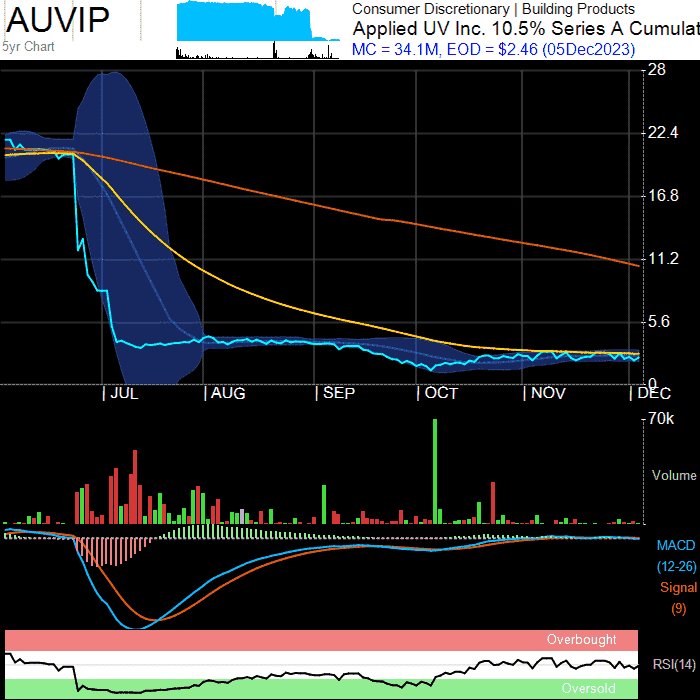 AUVIP
5yr Chart
Consumer Discretionary | Building Products
Applied UV Inc. 10.5% Series A Cumulat
MC = 34.1M, EOD = $2.46 (05Dec2023)
28
22.4
16.8
11.2
5.6
0
JUL
AUG
SEP
OCT
NOV
DEC
70k
Volume
MACD
(12-26)
Signal
(9)
Overbought
RSI(14)
Oversold